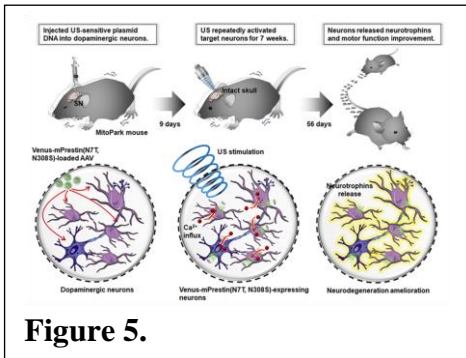 Injected US-sensitive plasmid
DNA into dopaminergic neurons.
US repeatedly activated
target neurons for 7 weeks.
Neurons released neurotrophins
and motor function improvement.
SN
MitoPark mouse
9 days
Intact skull
56 days
Venus-mPrestin(N7T,
N308S)-loaded AAV
Dopaminergic neurons
US stimulation
Ca²⁺
influx
Venus-mPrestin(N7T, N308S)-expressing
neurons
Neurotrophins
release
Neurodegeneration amelioration
Figure 5.